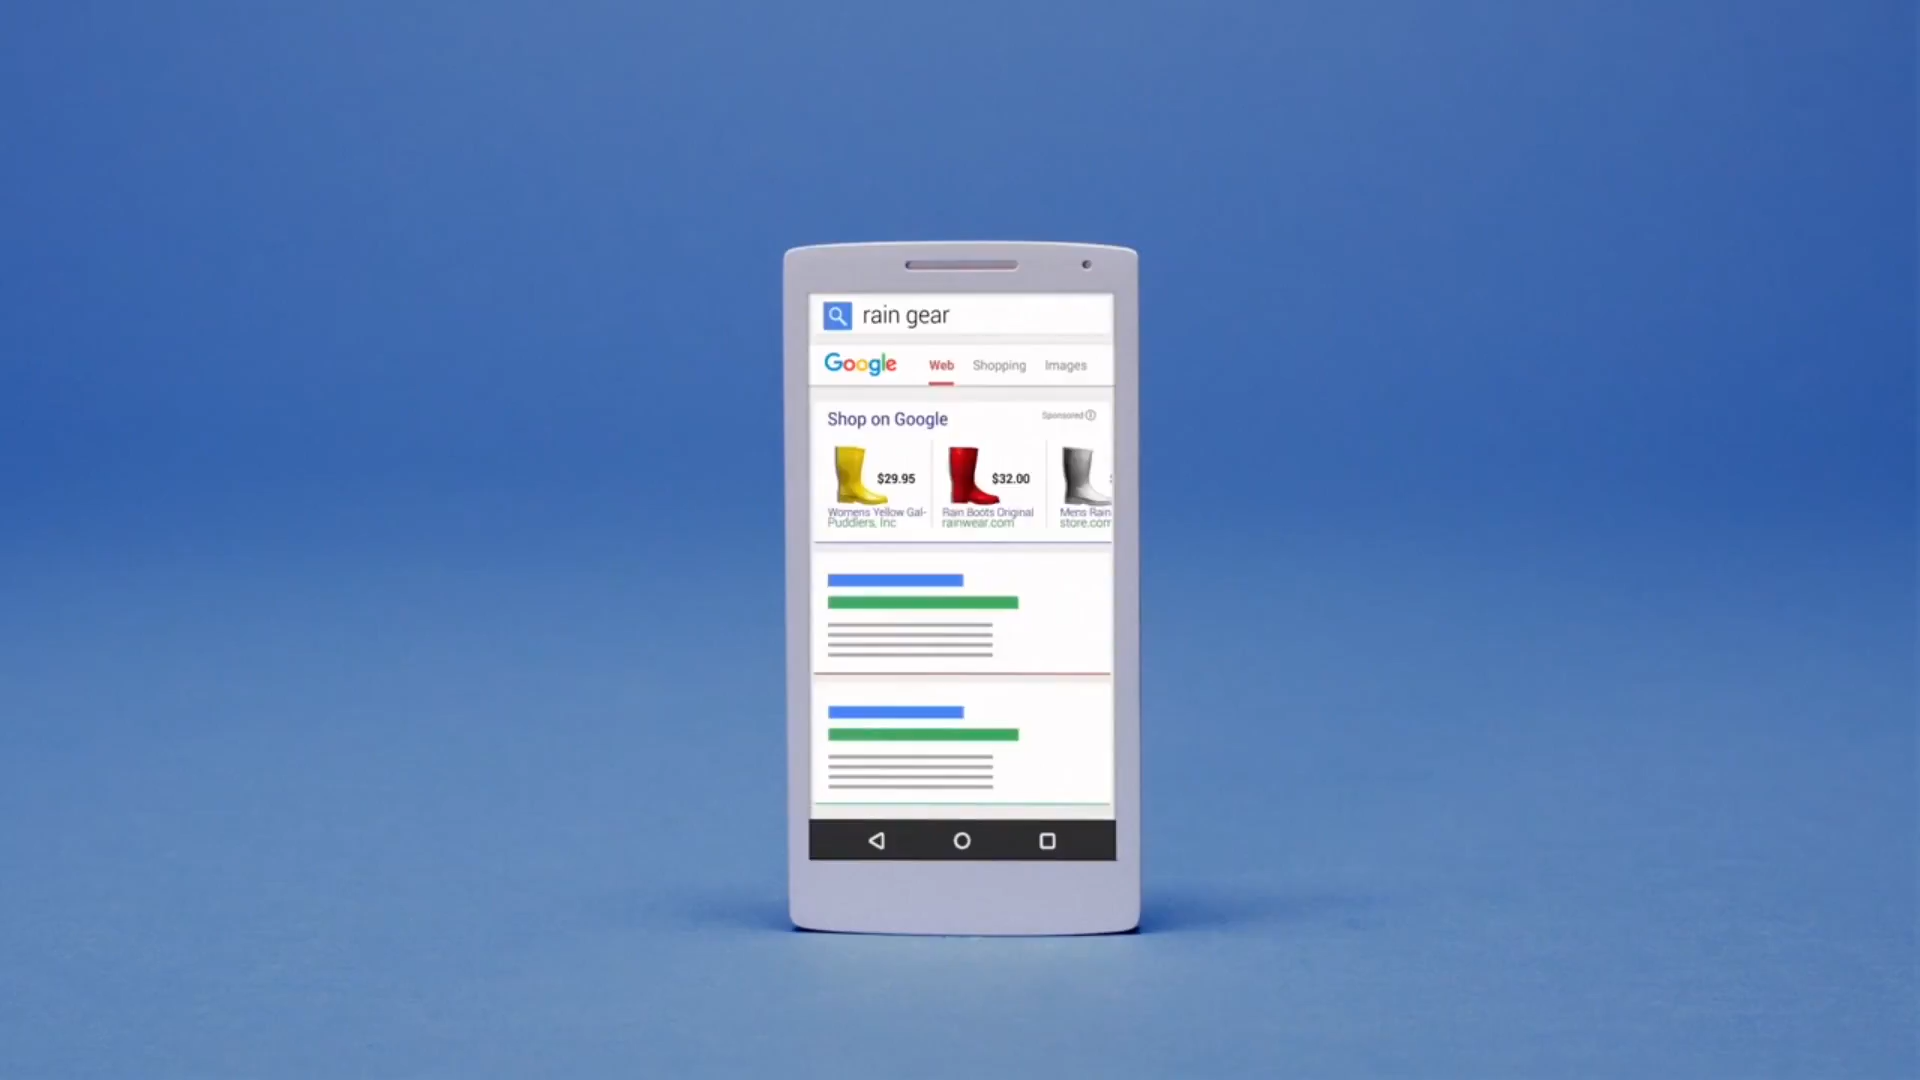 rain gear
Google Web Shopping Images
Shop on Google Sponsored
$29.95 $32.00
Womens Yellow Gal- Rain Boots Original Mens Rain
Puddlers, Inc rainwear.com store.com